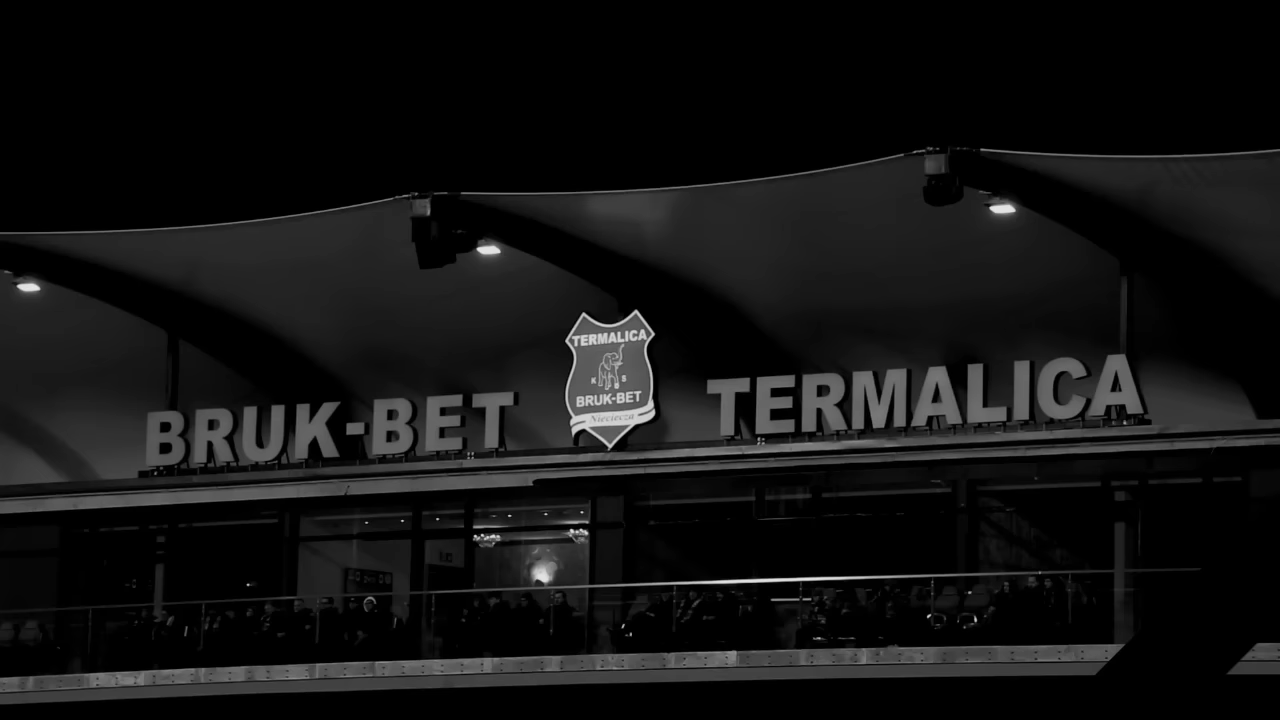 BRUK-BET
TERMALICA
K S
BRUK-BET
Nieciecza
TERMALICA